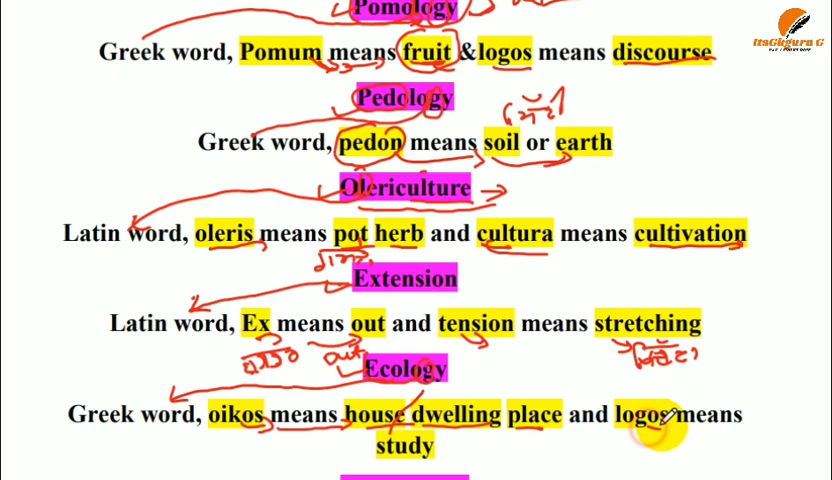 Pomology
ItsGkguru G
Greek word, Pomum means fruit &logos means discourse
Pedology
Greek word, pedon means soil or earth
Olericulture
Latin word, oleris means pot herb and cultura means cultivation
Extension
Latin word, Ex means out and tension means stretching
out
Ecology
Greek word, oikos means house dwelling place and logos means
study